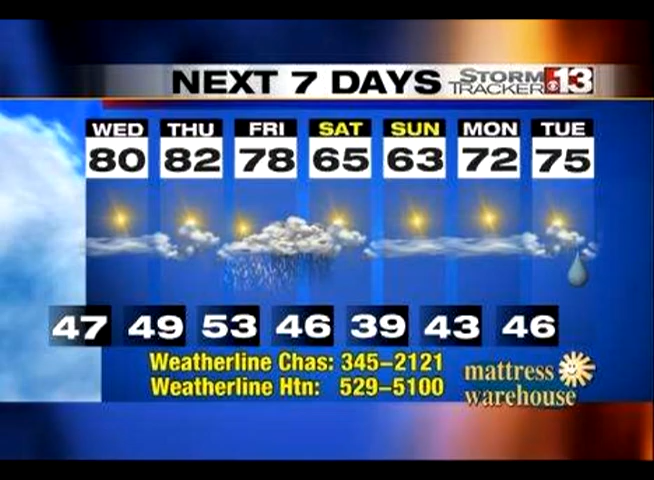 NEXT 7 DAYS STORM TRACKER 13
WED THU FRI SAT SUN MON TUE
80 82 78 65 63 72 75
47 49 53 46 39 43 46
Weatherline Chas: 345-2121
Weatherline Htn: 529-5100
mattress
warehouse